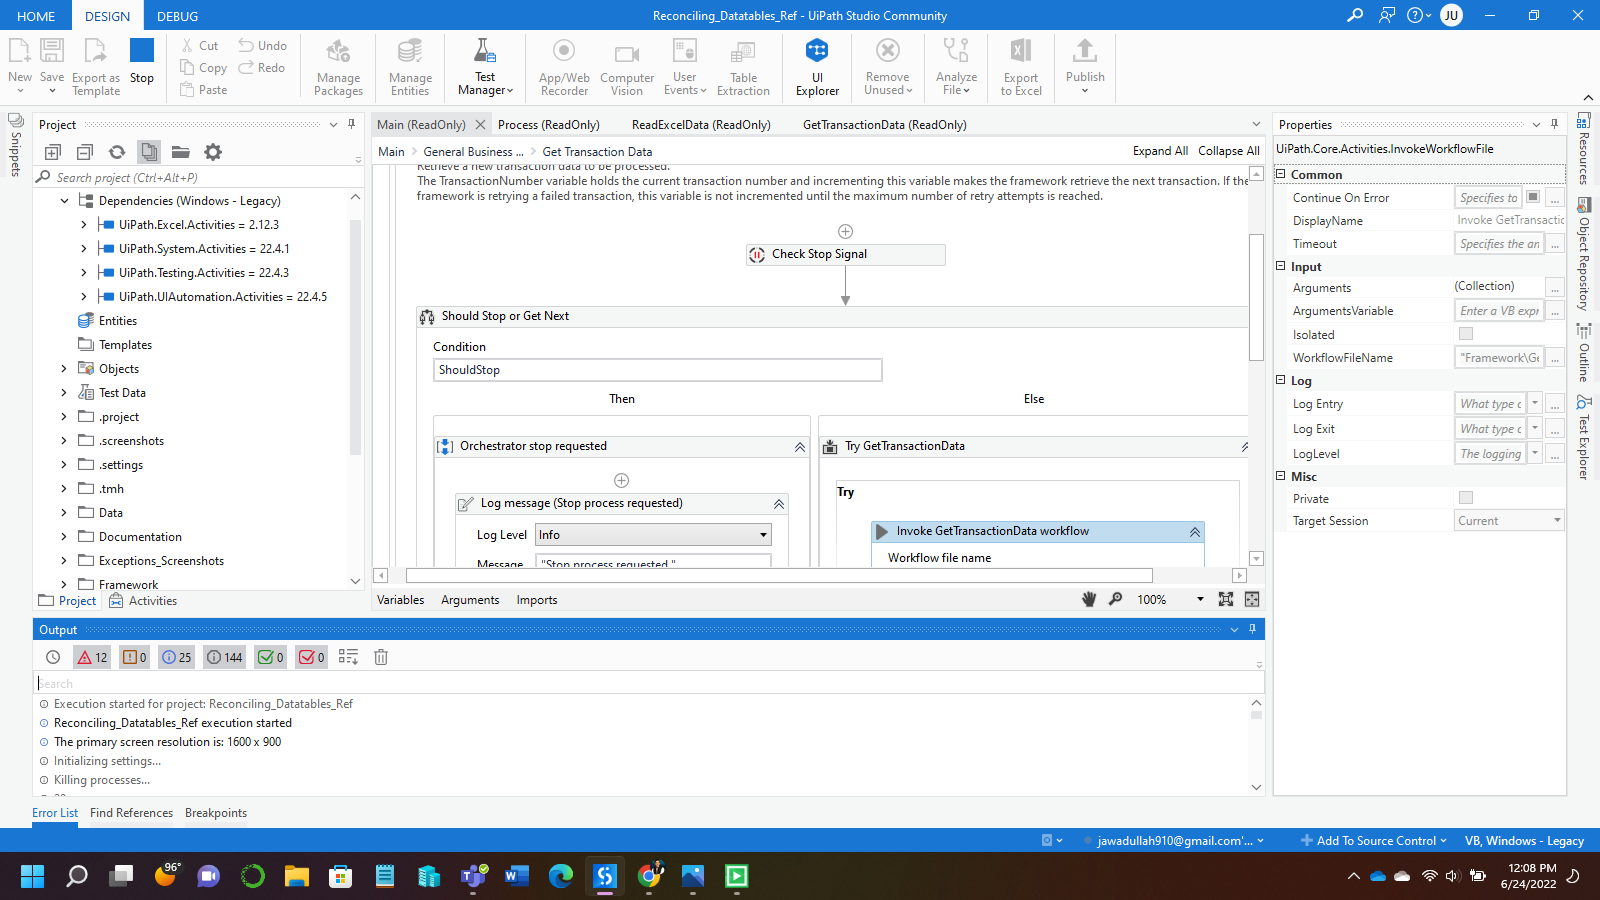 HOME
DESIGN
DEBUG
Reconciling_Datatables_Ref - UiPath Studio Community
JU
New
Save
Export as Template
Stop
Cut
Copy
Paste
Undo
Redo
Manage Packages
Manage Entities
Test Manager
App/Web Recorder
Computer Vision
User Events
Table Extraction
UI Explorer
Remove Unused
Analyze File
Export to Excel
Publish
Snippets
Project
Search project (Ctrl+Alt+P)
Dependencies (Windows - Legacy)
UiPath.Excel.Activities = 2.12.3
UiPath.System.Activities = 22.4.1
UiPath.Testing.Activities = 22.4.3
UiPath.UIAutomation.Activities = 22.4.5
Entities
Templates
Objects
Test Data
.project
.screenshots
.settings
.tmh
Data
Documentation
Exceptions_Screenshots
Framework
Project
Activities
Main (ReadOnly)
Process (ReadOnly)
ReadExcelData (ReadOnly)
GetTransactionData (ReadOnly)
Main
General Business ...
Get Transaction Data
Expand All
Collapse All
Retrieve a new transaction data to be processed.
The TransactionNumber variable holds the current transaction number and incrementing this variable makes the framework retrieve the next transaction. If the
framework is retrying a failed transaction, this variable is not incremented until the maximum number of retry attempts is reached.
Check Stop Signal
Should Stop or Get Next
Condition
ShouldStop
Then
Else
Orchestrator stop requested
Try GetTransactionData
Log message (Stop process requested)
Log Level
Info
Message
"Stop process requested."
Try
Invoke GetTransactionData workflow
Workflow file name
Variables
Arguments
Imports
100%
Properties
UiPath.Core.Activities.InvokeWorkflowFile
Common
Continue On Error
Specifies to
...
DisplayName
Invoke GetTransactic
Timeout
Specifies the an
...
Input
Arguments
(Collection)
...
ArgumentsVariable
Enter a VB expr
...
Isolated
WorkflowFileName
"Framework\Ge
...
Log
Log Entry
What type c
...
Log Exit
What type c
...
LogLevel
The logging
...
Misc
Private
Target Session
Current
Resources
Object Repository
Outline
Test Explorer
Output
12
0
25
144
0
0
Search
Execution started for project: Reconciling_Datatables_Ref
Reconciling_Datatables_Ref execution started
The primary screen resolution is: 1600 x 900
Initializing settings...
Killing processes...
Error List
Find References
Breakpoints
jawadullah910@gmail.com'...
Add To Source Control
VB, Windows - Legacy
96°
12:08 PM
6/24/2022